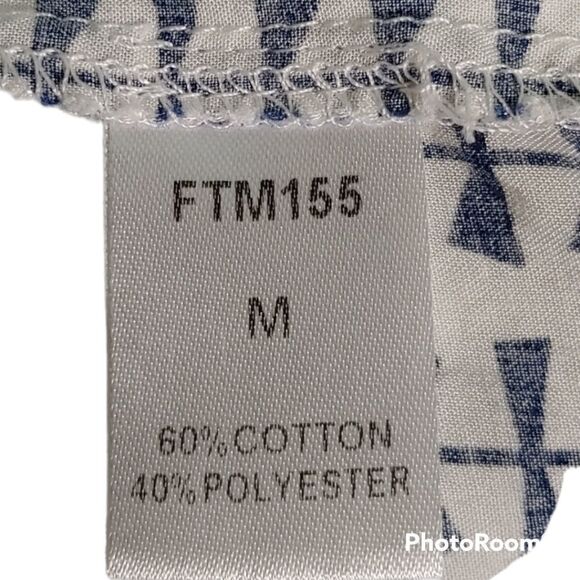 FTM155
M
60% COTTON
40% POLYESTER
PhotoRoom